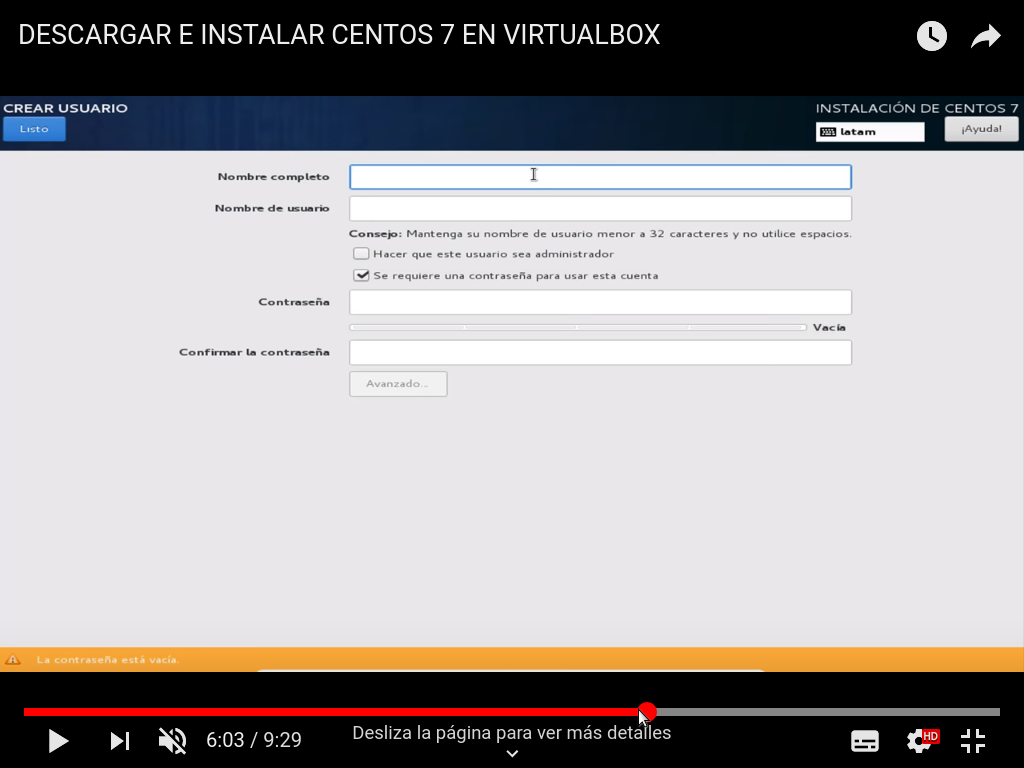 DESCARGAR E INSTALAR CENTOS 7 EN VIRTUALBOX
CREAR USUARIO
INSTALACIÓN DE CENTOS 7
Listo
latam
¡Ayuda!
Nombre completo
Nombre de usuario
Consejo: Mantenga su nombre de usuario menor a 32 caracteres y no utilice espacios.
Hacer que este usuario sea administrador
Se requiere una contraseña para usar esta cuenta
Contraseña
Vacía
Confirmar la contraseña
Avanzado...
La contraseña está vacía.
6:03 / 9:29
Desliza la página para ver más detalles
HD